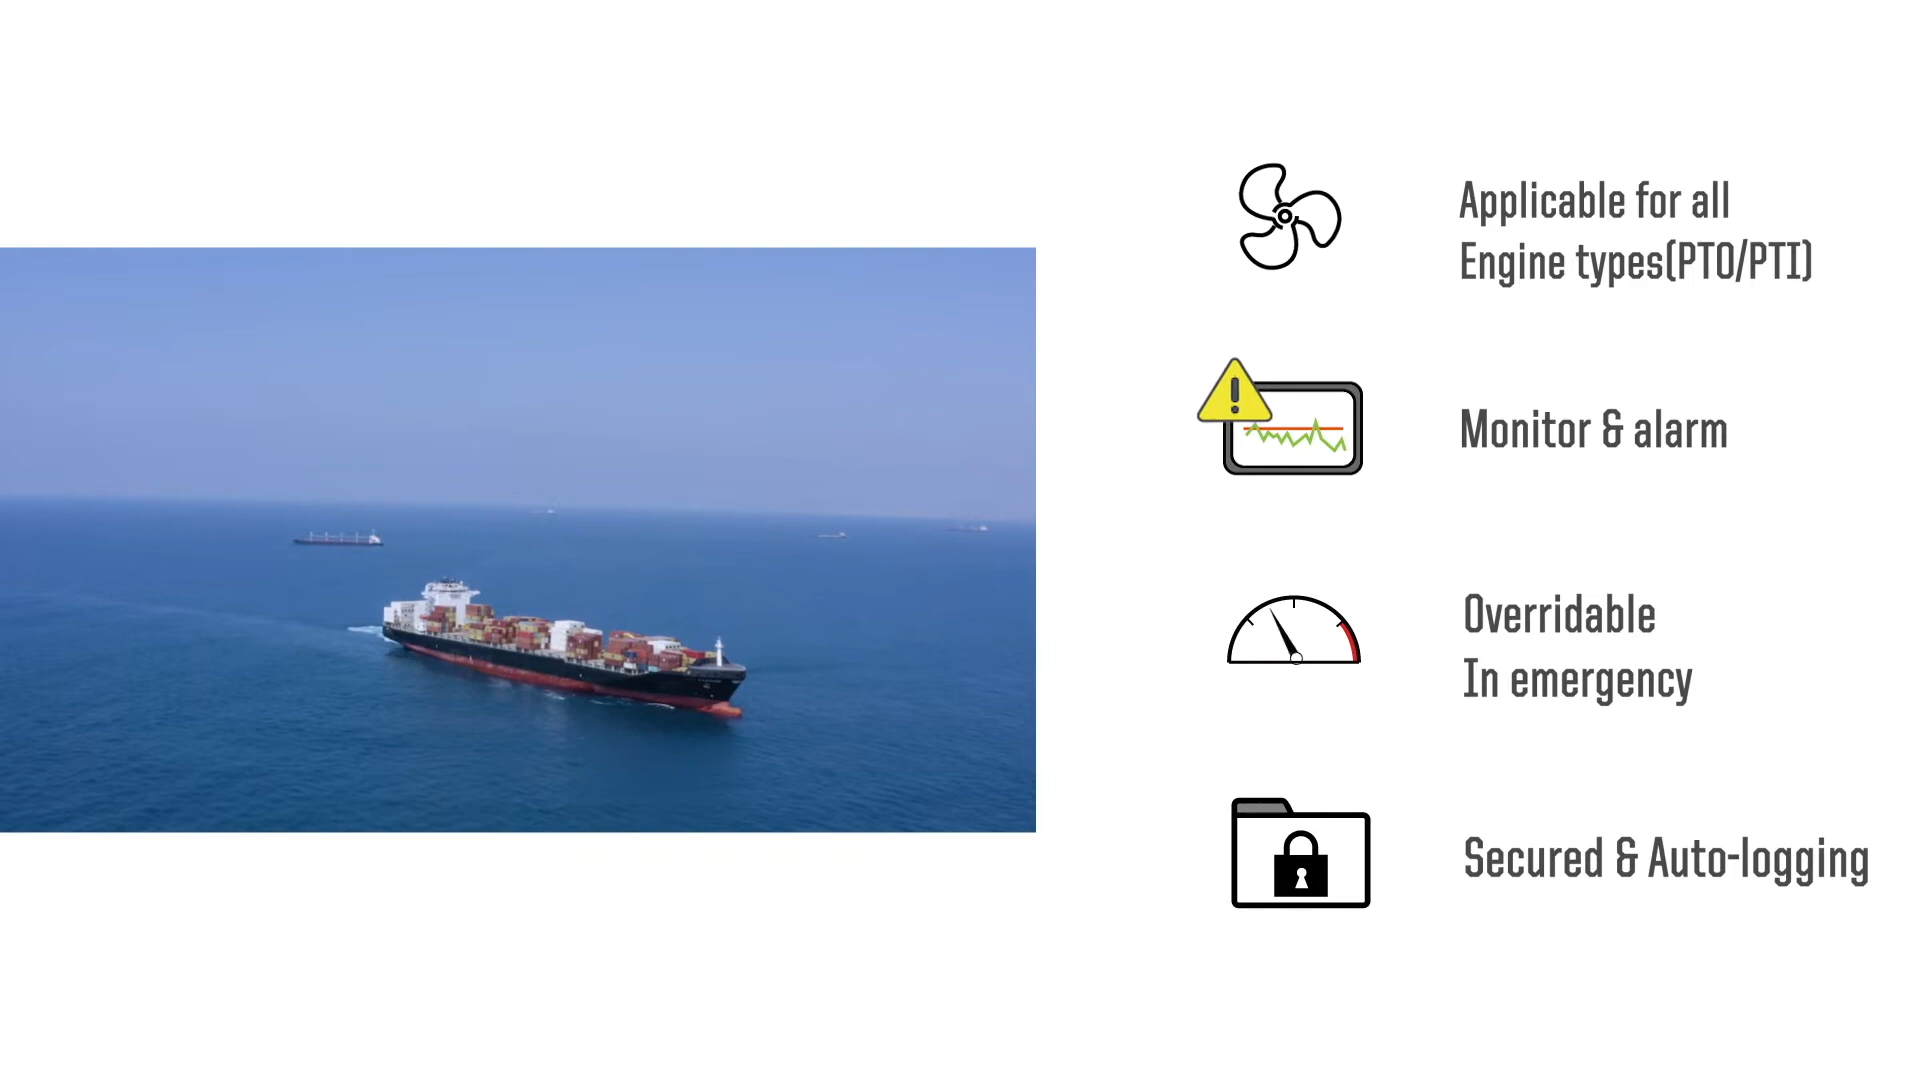 Applicable for all
Engine types(PTO/PTI)
Monitor & alarm
Overridable
In emergency
Secured & Auto-logging